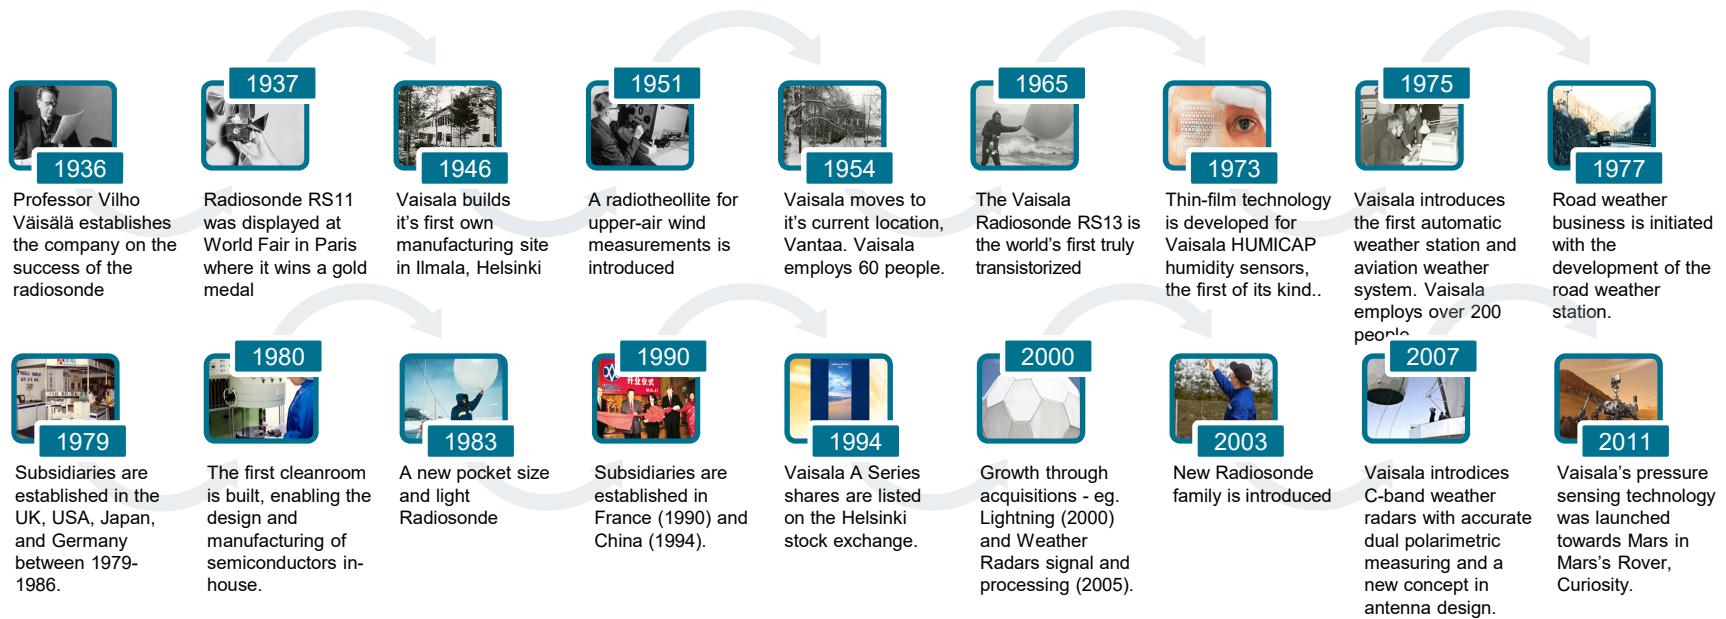 1936
Professor Vilho
Väisälä establishes
the company on the
success of the
radiosonde
1937
Radiosonde RS11
was displayed at
World Fair in Paris
where it wins a gold
medal
1946
Vaisala builds
it’s first own
manufacturing site
in Ilmala, Helsinki
1951
A radiotheollite for
upper-air wind
measurements is
introduced
1954
Vaisala moves to
it’s current location,
Vantaa. Vaisala
employs 60 people.
1965
The Vaisala
Radiosonde RS13 is
the world’s first truly
transistorized
1973
Thin-film technology
is developed for
Vaisala HUMICAP
humidity sensors,
the first of its kind..
1975
Vaisala introduces
the first automatic
weather station and
aviation weather
system. Vaisala
employs over 200
people
1977
Road weather
business is initiated
with the
development of the
road weather
station.
1979
Subsidiaries are
established in the
UK, USA, Japan,
and Germany
between 1979-
1986.
1980
The first cleanroom
is built, enabling the
design and
manufacturing of
semiconductors in-
house.
1983
A new pocket size
and light
Radiosonde
1990
开业仪式
Subsidiaries are
established in
France (1990) and
China (1994).
1994
Vaisala A Series
shares are listed
on the Helsinki
stock exchange.
2000
Growth through
acquisitions - eg.
Lightning (2000)
and Weather
Radars signal and
processing (2005).
2003
New Radiosonde
family is introduced
2007
Vaisala introdices
C-band weather
radars with accurate
dual polarimetric
measuring and a
new concept in
antenna design.
2011
Vaisala’s pressure
sensing technology
was launched
towards Mars in
Mars’s Rover,
Curiosity.